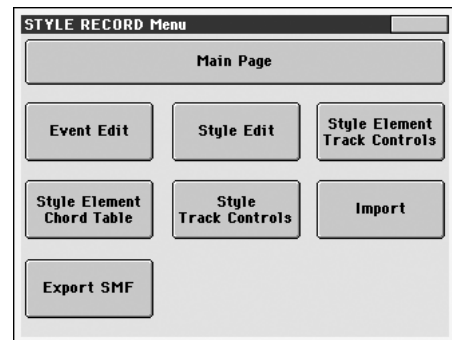 STYLE RECORD Menu
Main Page
Event Edit
Style Edit
Style Element
Track Controls
Style Element
Chord Table
Style
Track Controls
Import
Export SMF